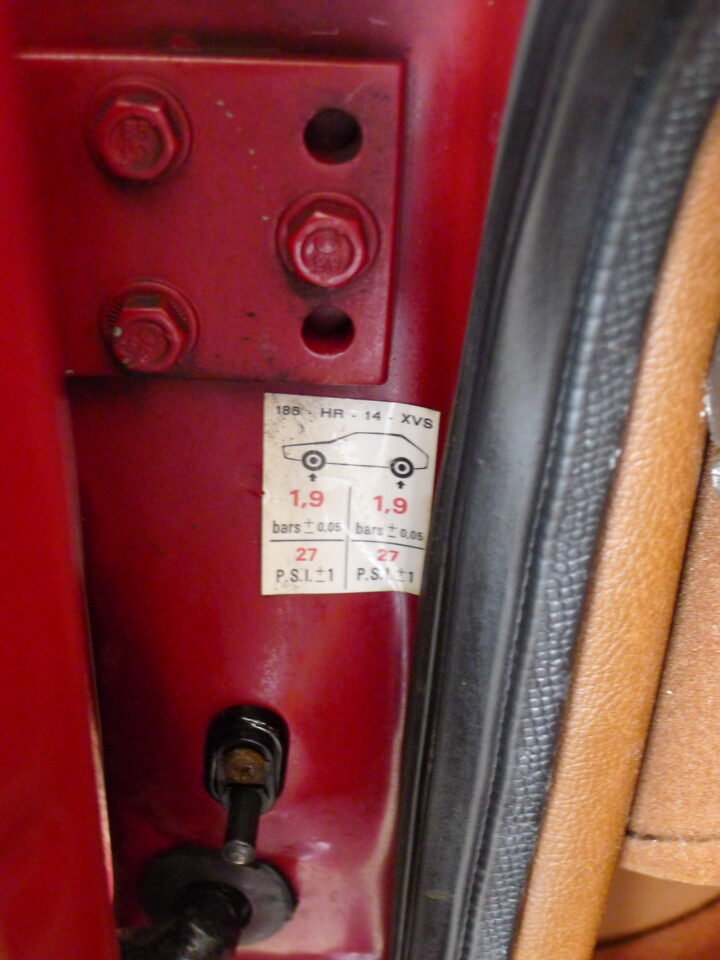 185 - HR - 14 - XVS
1,9 1,9
bars ± 0,05 bars ± 0,05
27 27
P.S.I. ±1 P.S.I. ±1